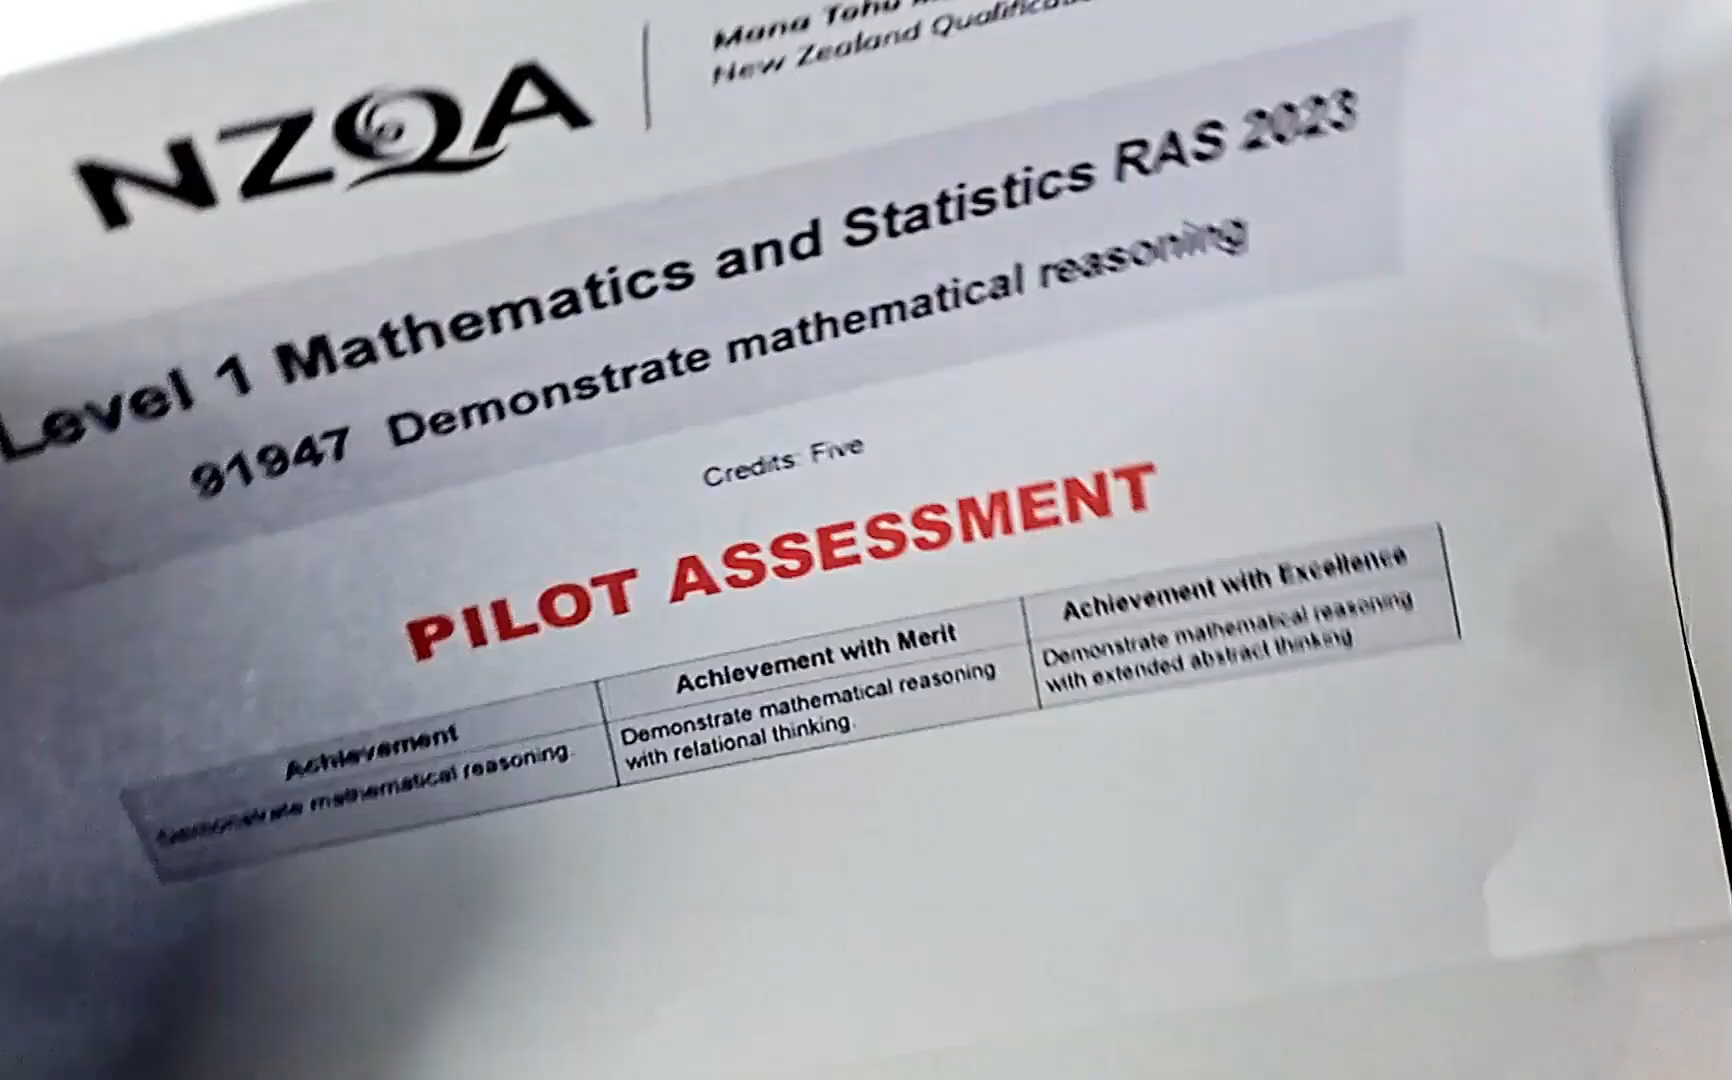 NZQA
Mana Tohu
New Zealand
Level 1 Mathematics and Statistics RAS 2023
91947 Demonstrate mathematical reasoning
Credits: Five
PILOT ASSESSMENT
Achievement
Achievement with Merit
Achievement with Excellence
Demonstrate mathematical reasoning.
Demonstrate mathematical reasoning
with relational thinking.
Demonstrate mathematical reasoning
with extended abstract thinking